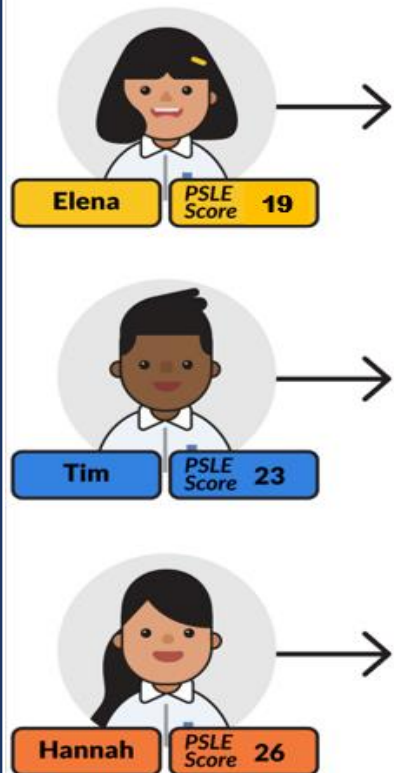 Elena
PSLE
Score 19
Tim
PSLE
Score 23
Hannah
PSLE
Score 26